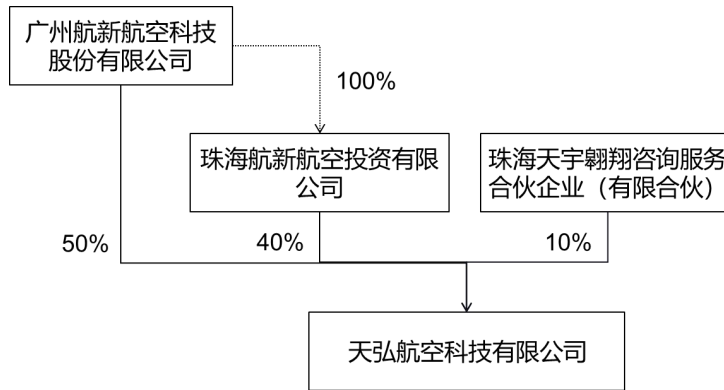 广州航新航空科技
股份有限公司
100%
珠海航新航空投资有限
公司
珠海天宇翱翔咨询服务
合伙企业（有限合伙）
50%
40%
10%
天弘航空科技有限公司